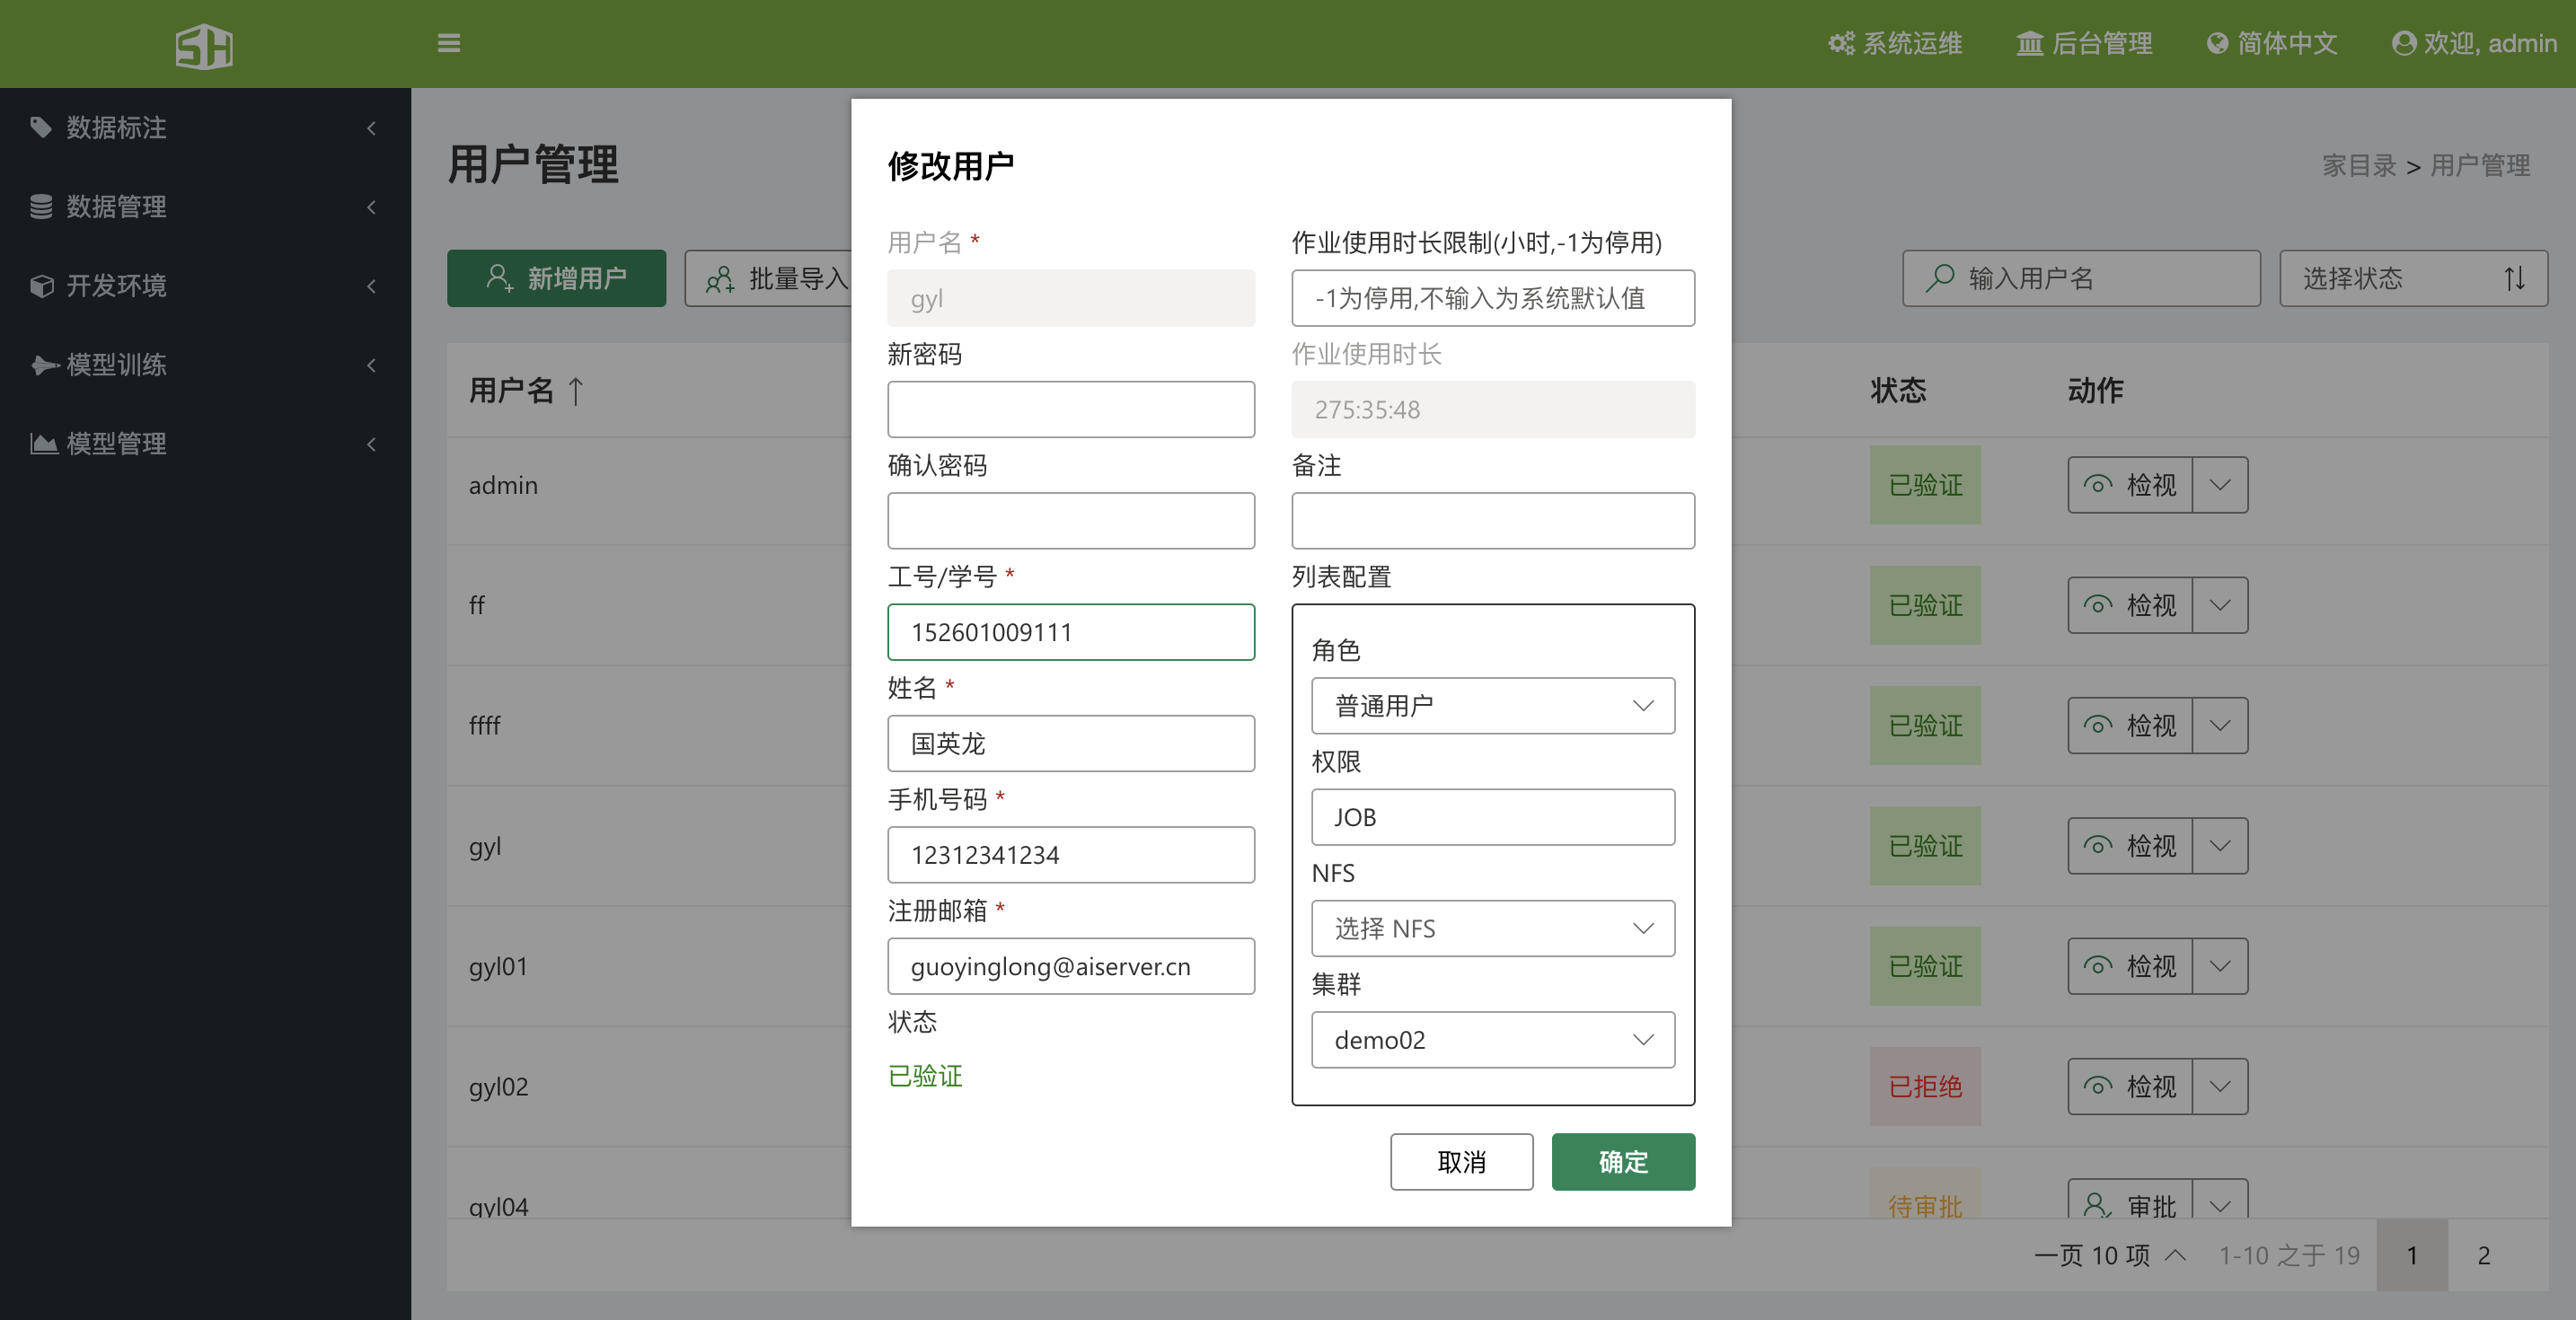 SH
系统运维
后台管理
简体中文
欢迎, admin
数据标注
数据管理
开发环境
模型训练
模型管理
用户管理
家目录 > 用户管理
新增用户
批量导入
输入用户名
选择状态
用户名
状态
动作
admin
已验证
检视
ff
已验证
检视
ffff
已验证
检视
gyl
已验证
检视
gyl01
已验证
检视
gyl02
已拒绝
检视
gyl04
待审批
审批
一页 10 项
1-10 之于 19
1
2
修改用户
用户名 *
gyl
新密码
确认密码
工号/学号 *
152601009111
姓名 *
国英龙
手机号码 *
12312341234
注册邮箱 *
guoyinglong@aiserver.cn
状态
已验证
作业使用时长限制(小时,-1为停用)
-1为停用,不输入为系统默认值
作业使用时长
275:35:48
备注
列表配置
角色
普通用户
权限
JOB
NFS
选择 NFS
集群
demo02
取消
确定